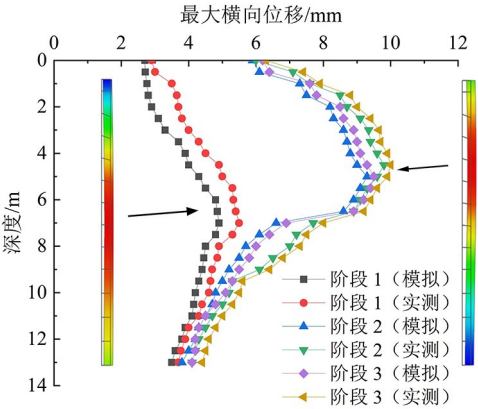 最大横向位移/mm
0 2 4 6 8 10 12
0
2
4
6
8
10
12
14
深度/m
阶段 1（模拟）
阶段 1（实测）
阶段 2（模拟）
阶段 2（实测）
阶段 3（模拟）
阶段 3（实测）